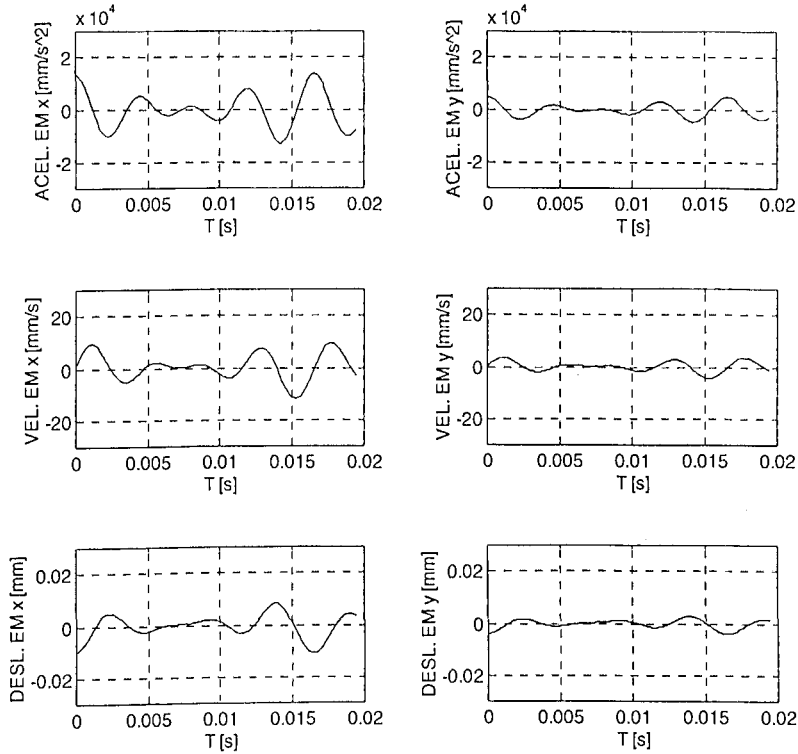 x 10^4
ACEL. EM x [mm/s^2]
2
0
-2
0 0.005 0.01 0.015 0.02
T [s]
x 10^4
ACEL. EM y [mm/s^2]
2
0
-2
0 0.005 0.01 0.015 0.02
T [s]
VEL. EM x [mm/s]
20
0
-20
0 0.005 0.01 0.015 0.02
T [s]
VEL. EM y [mm/s]
20
0
-20
0 0.005 0.01 0.015 0.02
T [s]
DESL. EM x [mm]
0.02
0
-0.02
0 0.005 0.01 0.015 0.02
T [s]
DESL. EM y [mm]
0.02
0
-0.02
0 0.005 0.01 0.015 0.02
T [s]